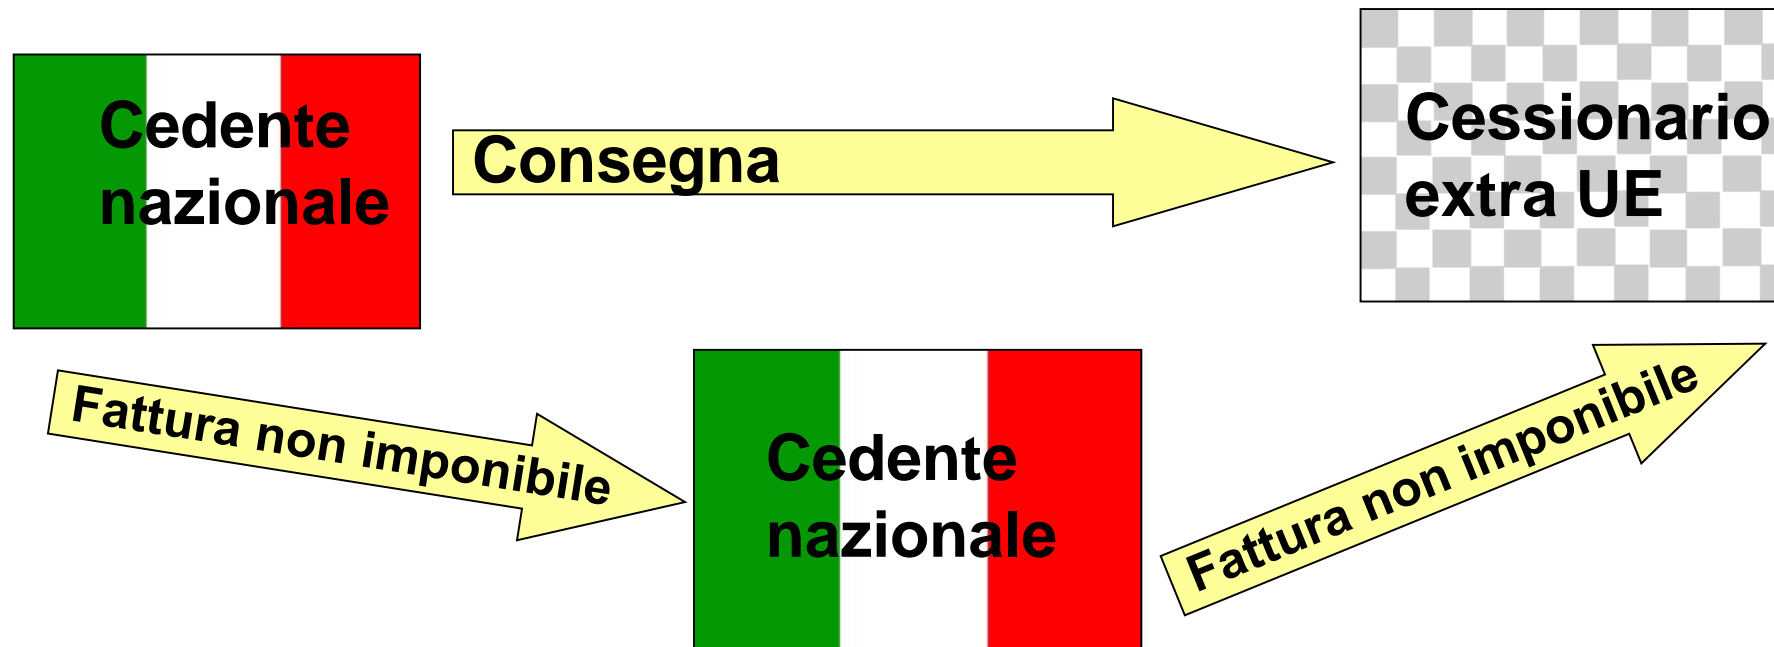 Cedente
nazionale
Consegna
Cessionario
extra UE
Fattura non imponibile
Cedente
nazionale
Fattura non imponibile